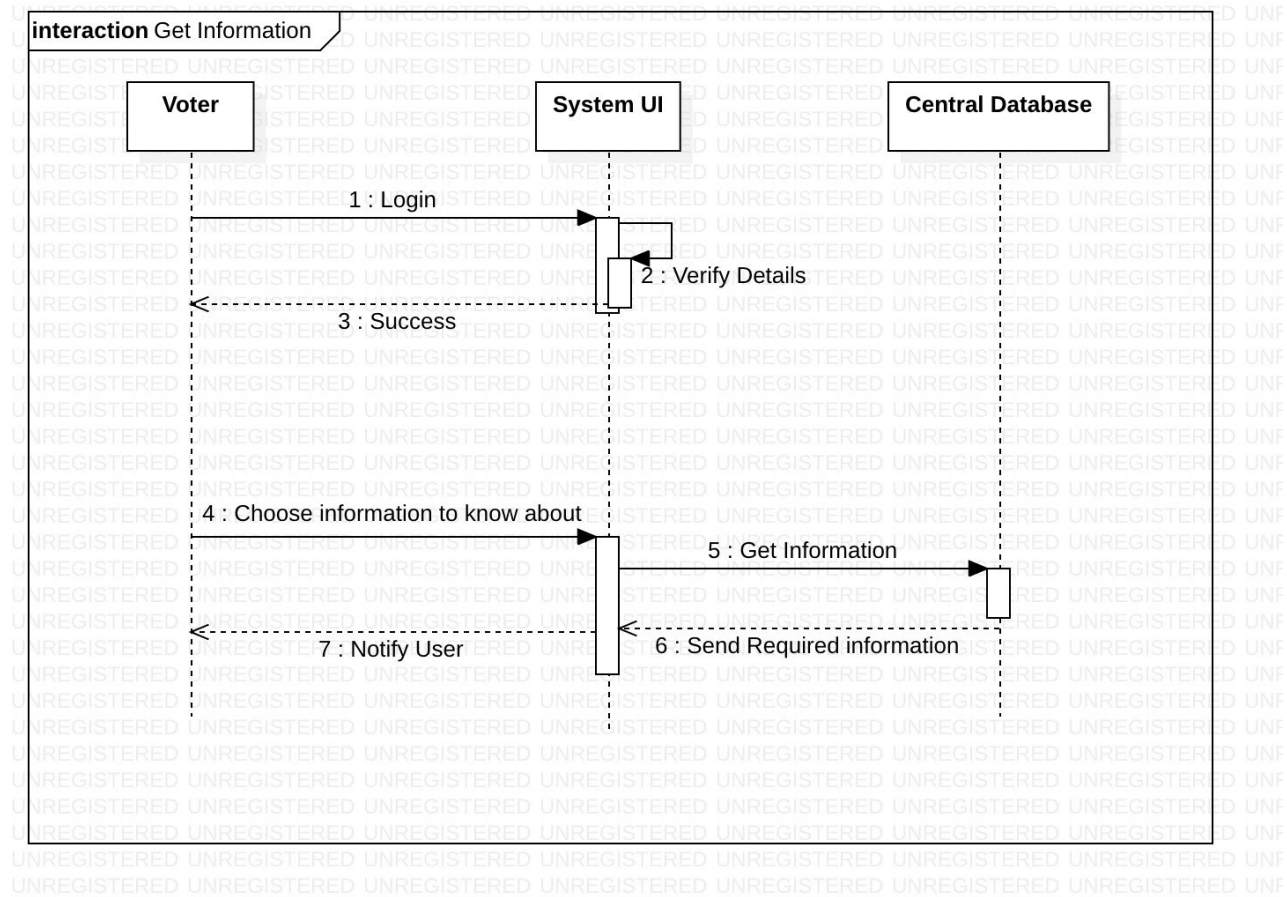 interaction Get Information
Voter
System UI
Central Database
1 : Login
2 : Verify Details
3 : Success
4 : Choose information to know about
5 : Get Information
6 : Send Required information
7 : Notify User
UNREGISTERED